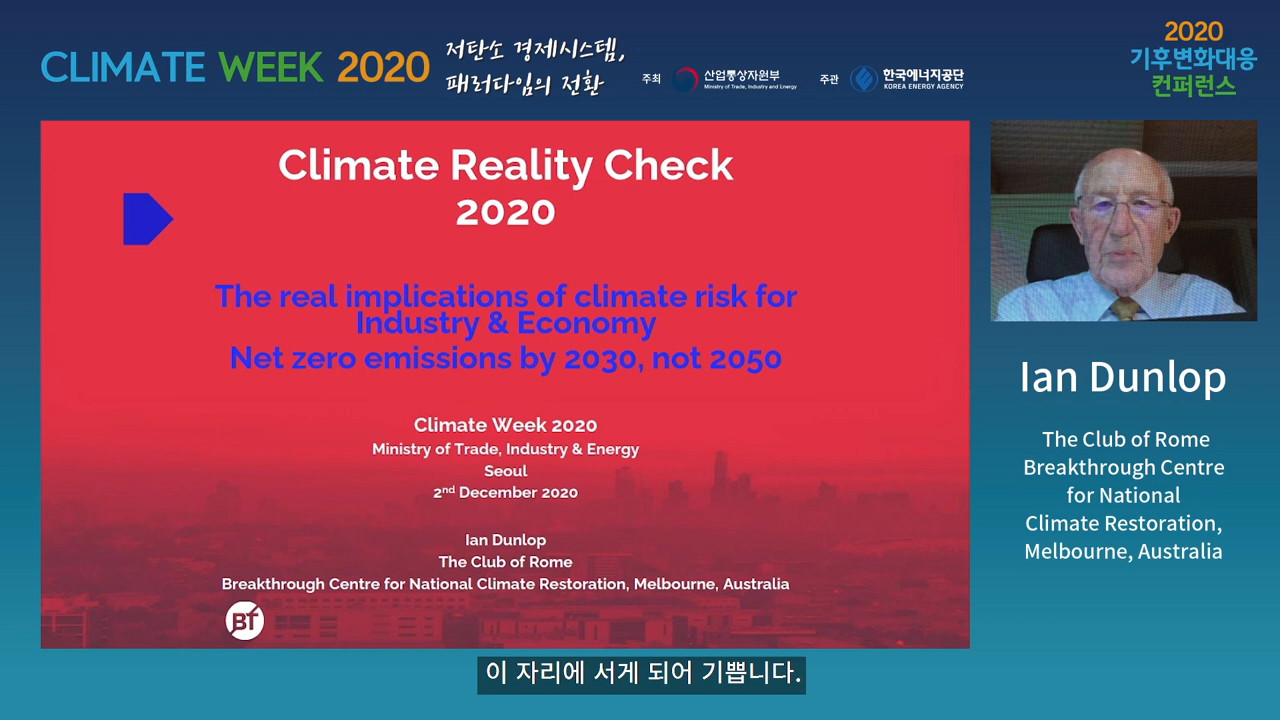 CLIMATE WEEK 2020
저탄소 경제시스템,
패러다임의 전환
주최
산업통상자원부
Ministry of Trade, Industry and Energy
주관
한국에너지공단
KOREA ENERGY AGENCY
2020
기후변화대응
컨퍼런스
Climate Reality Check
2020
The real implications of climate risk for
Industry & Economy
Net zero emissions by 2030, not 2050
Climate Week 2020
Ministry of Trade, Industry & Energy
Seoul
2nd December 2020
Ian Dunlop
The Club of Rome
Breakthrough Centre for National Climate Restoration, Melbourne, Australia
BT
Ian Dunlop
The Club of Rome
Breakthrough Centre
for National
Climate Restoration,
Melbourne, Australia
이 자리에 서게 되어 기쁩니다.